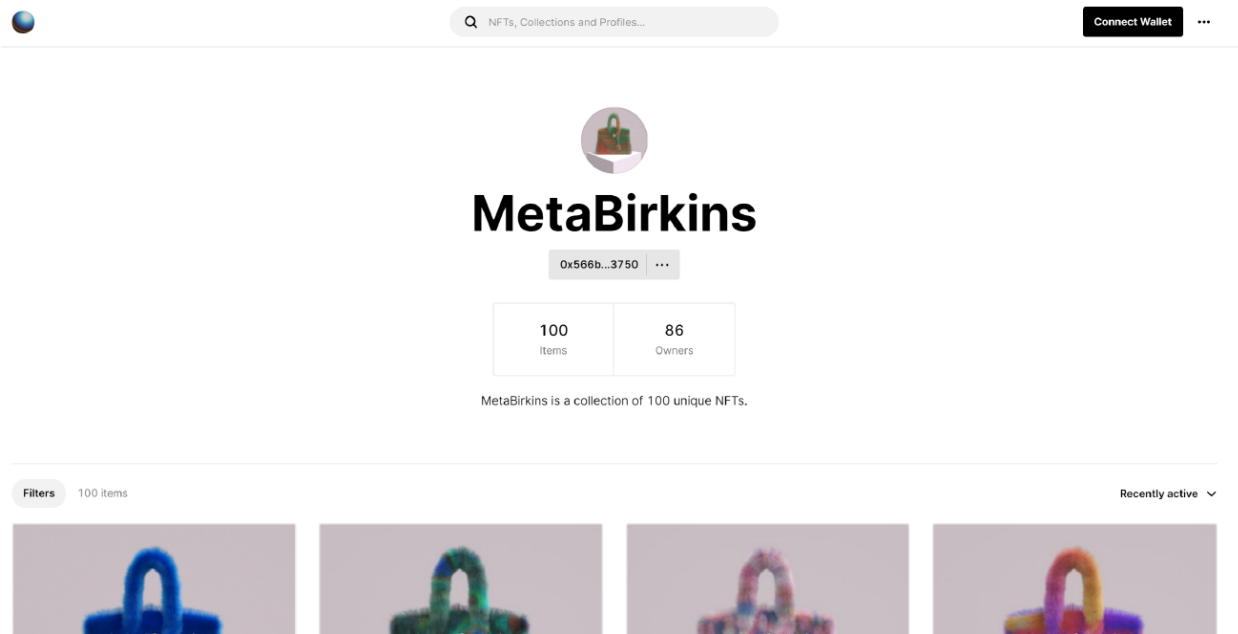 NFTs, Collections and Profiles...
Connect Wallet
MetaBirkins
0x566b...3750
100
Items
86
Owners
MetaBirkins is a collection of 100 unique NFTs.
Filters
100 items
Recently active